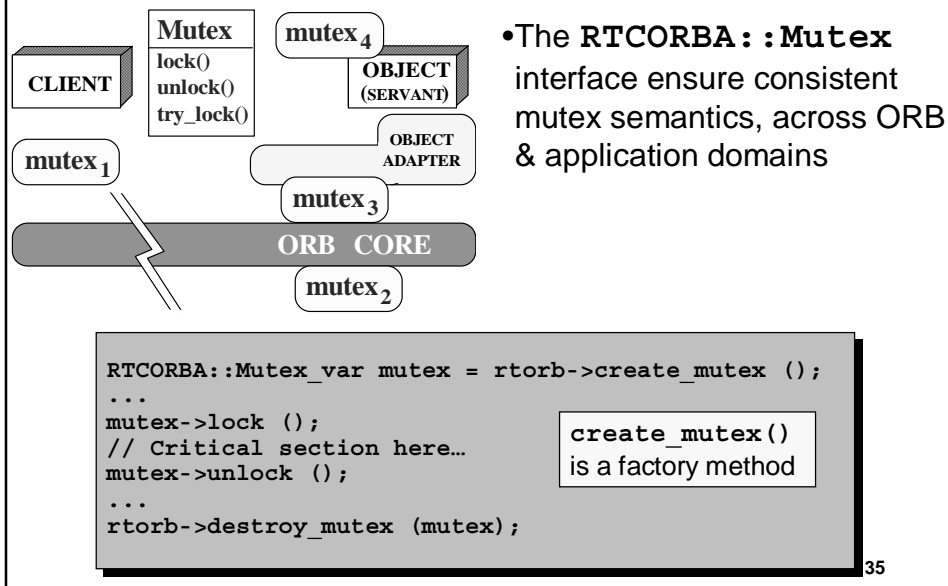 Mutex
lock()
unlock()
try_lock()
mutex4
CLIENT
OBJECT
(SERVANT)
OBJECT
ADAPTER
mutex1
mutex3
ORB CORE
mutex2
•The RTCORBA::Mutex
interface ensure consistent
mutex semantics, across ORB
& application domains
RTCORBA::Mutex_var mutex = rtorb->create_mutex ();
...
mutex->lock ();
// Critical section here…
mutex->unlock ();
...
rtorb->destroy_mutex (mutex);
create_mutex()
is a factory method
35